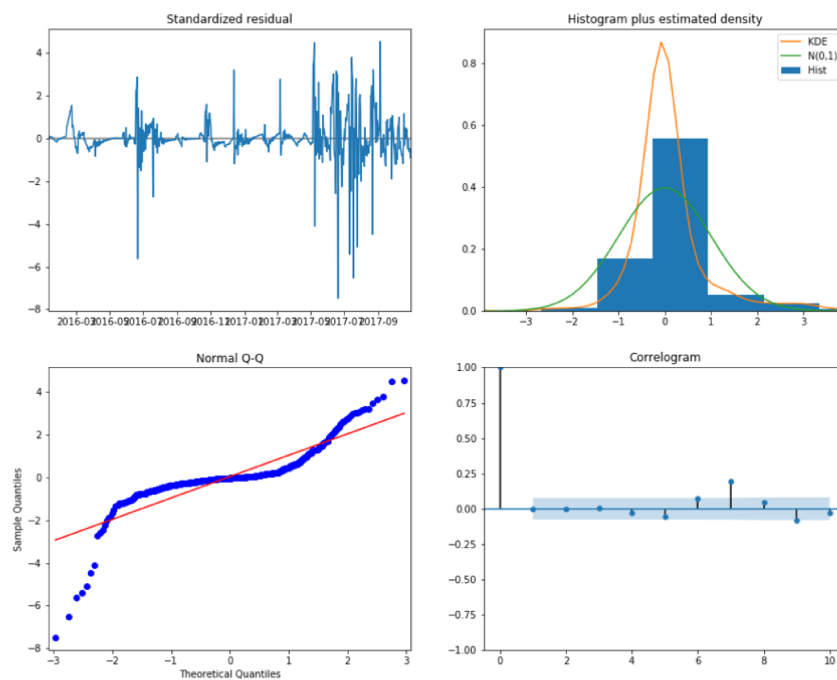 Standardized residual
4
2
0
−2
−4
−6
−8
2016-03 2016-05 2016-07 2016-09 2016-11 2017-01 2017-03 2017-05 2017-07 2017-09
Histogram plus estimated density
KDE
N(0,1)
Hist
0.8
0.6
0.4
0.2
0.0
−3 −2 −1 0 1 2 3
Normal Q-Q
Sample Quantiles
4
2
0
−2
−4
−6
−8
−3 −2 −1 0 1 2 3
Theoretical Quantiles
Correlogram
1.00
0.75
0.50
0.25
0.00
−0.25
−0.50
−0.75
−1.00
0 2 4 6 8 10